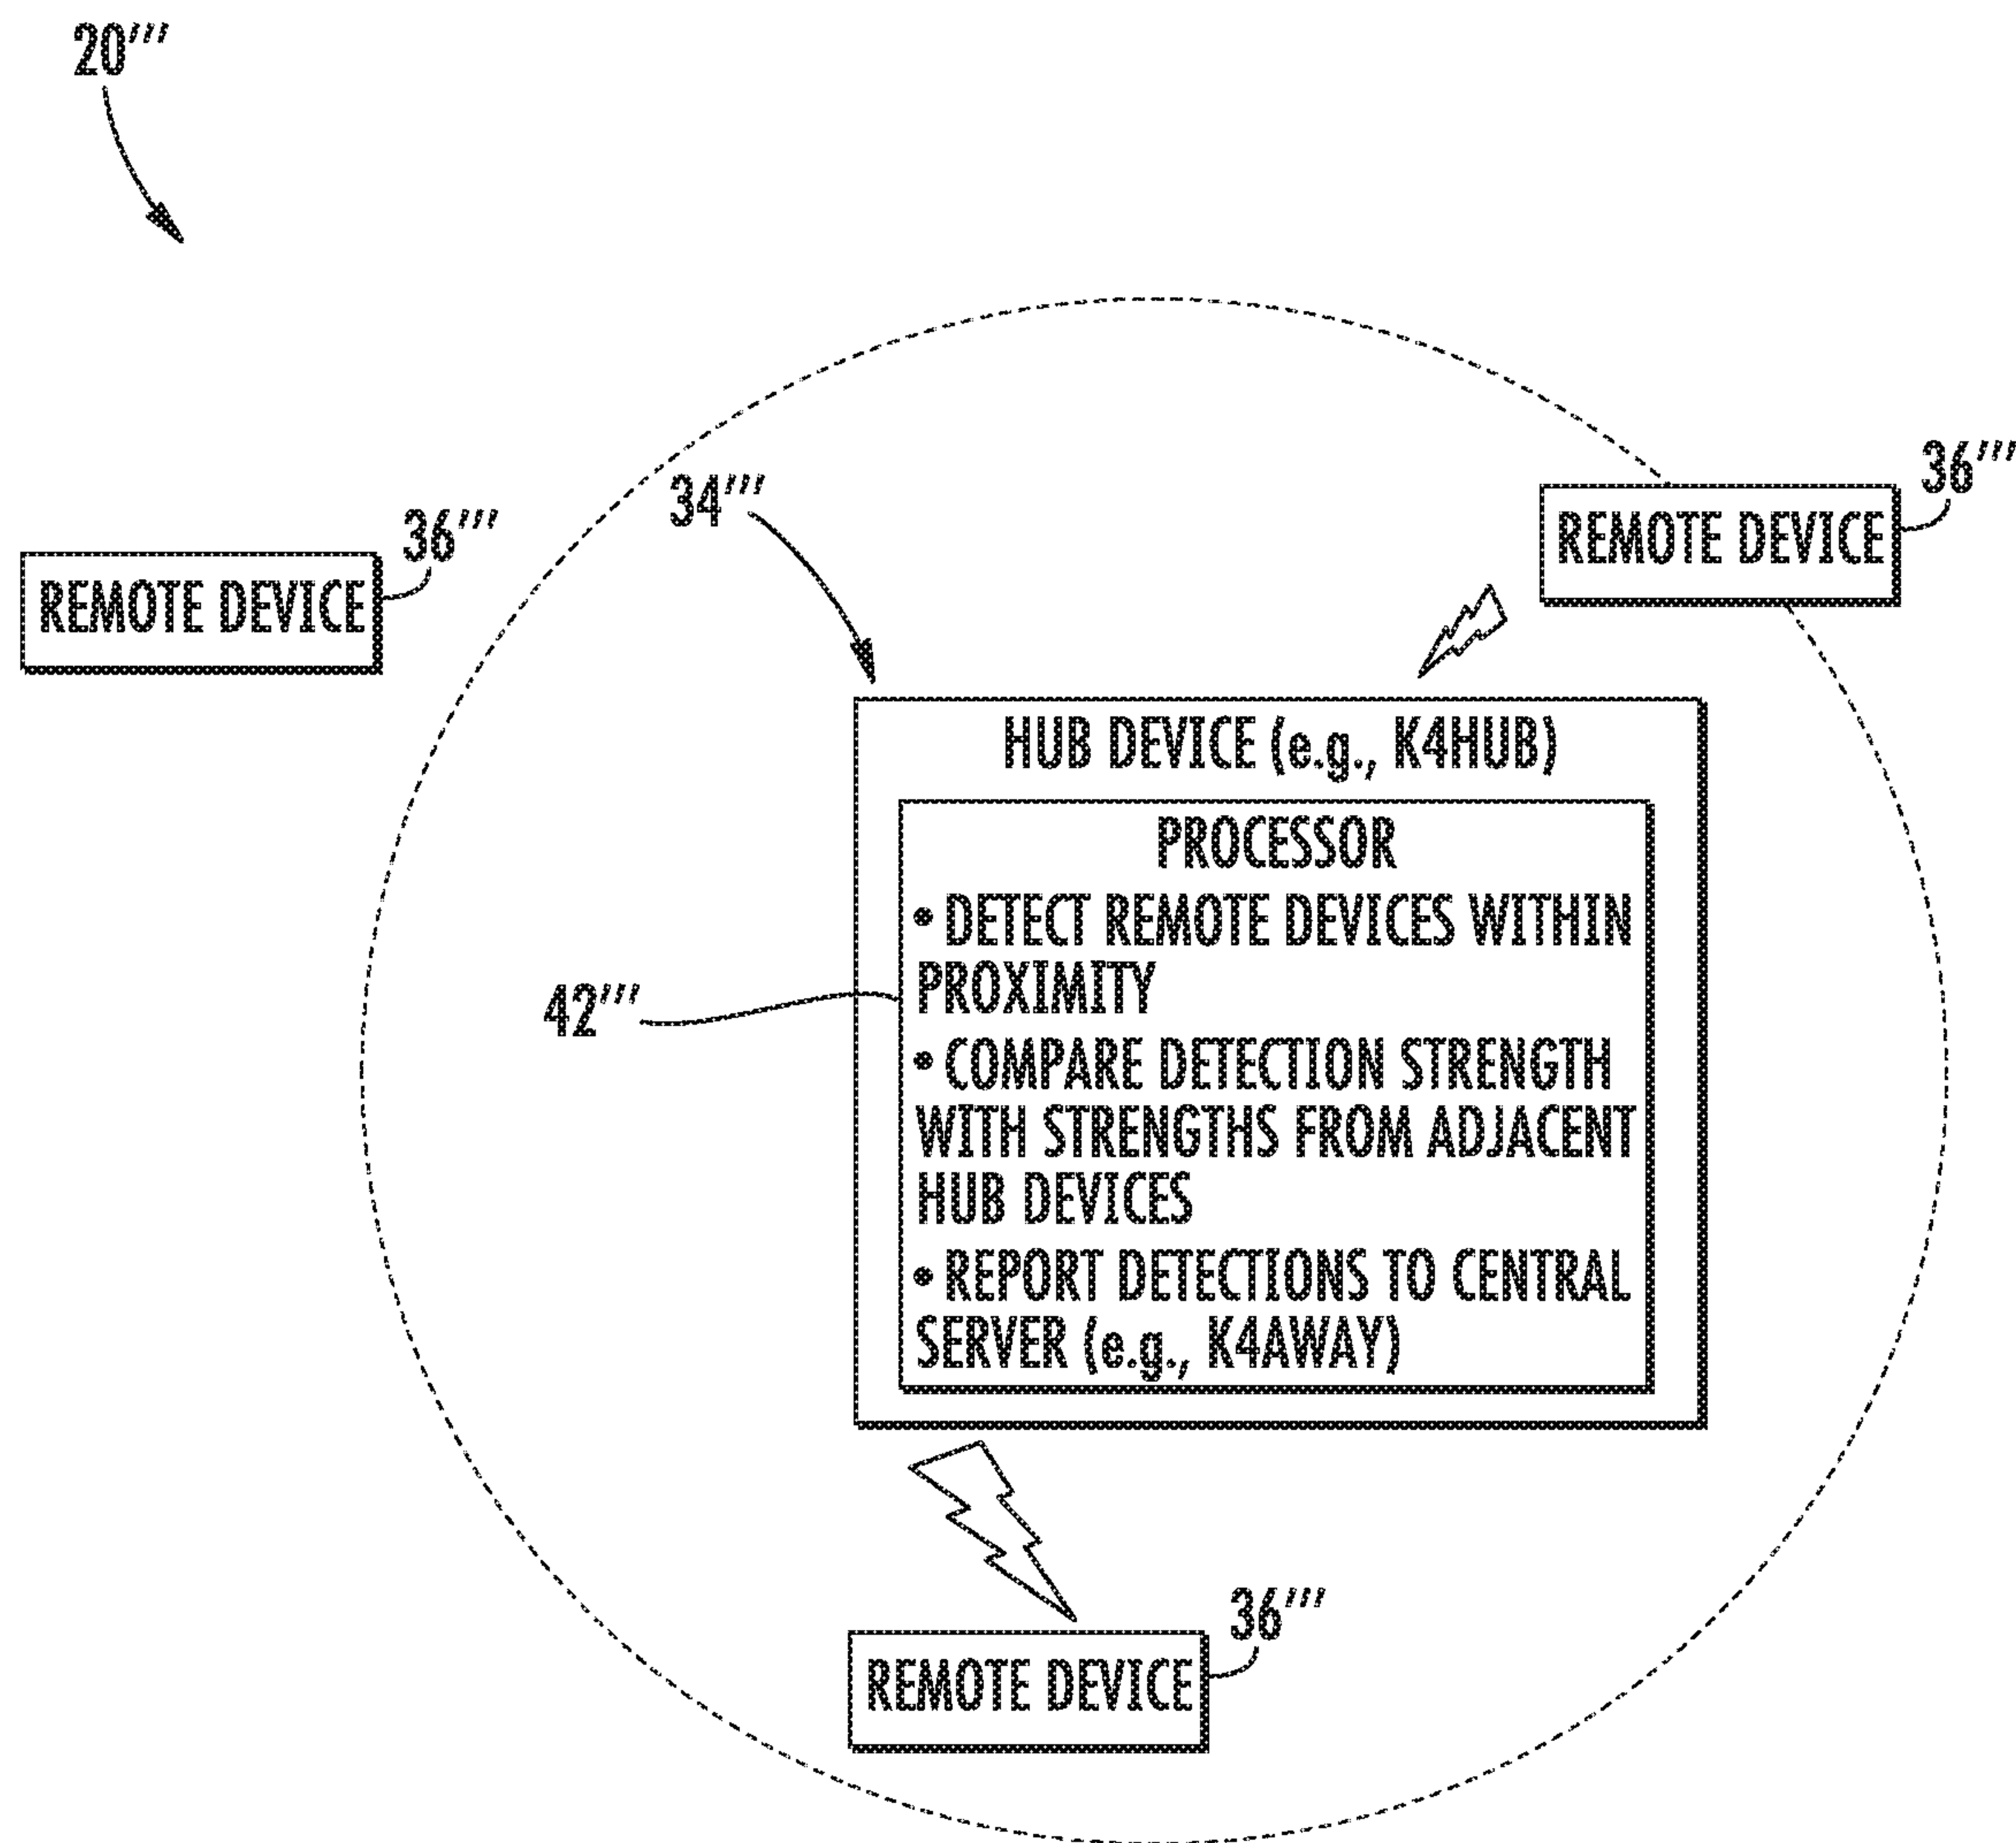 20'''
34'''
36'''
REMOTE DEVICE
36'''
REMOTE DEVICE
HUB DEVICE (e.g., K4HUB)
PROCESSOR
• DETECT REMOTE DEVICES WITHIN
PROXIMITY
42'''
• COMPARE DETECTION STRENGTH
WITH STRENGTHS FROM ADJACENT
HUB DEVICES
• REPORT DETECTIONS TO CENTRAL
SERVER (e.g., K4AWAY)
36'''
REMOTE DEVICE